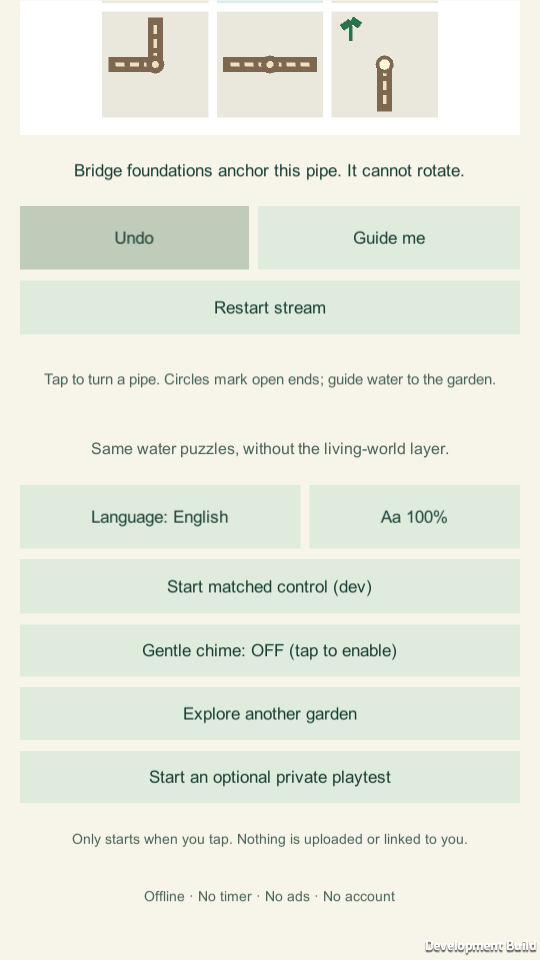 Bridge foundations anchor this pipe. It cannot rotate.
Undo
Guide me
Restart stream
Tap to turn a pipe. Circles mark open ends; guide water to the garden.
Same water puzzles, without the living-world layer.
Language: English
Aa 100%
Start matched control (dev)
Gentle chime: OFF (tap to enable)
Explore another garden
Start an optional private playtest
Only starts when you tap. Nothing is uploaded or linked to you.
Offline · No timer · No ads · No account
Development Build